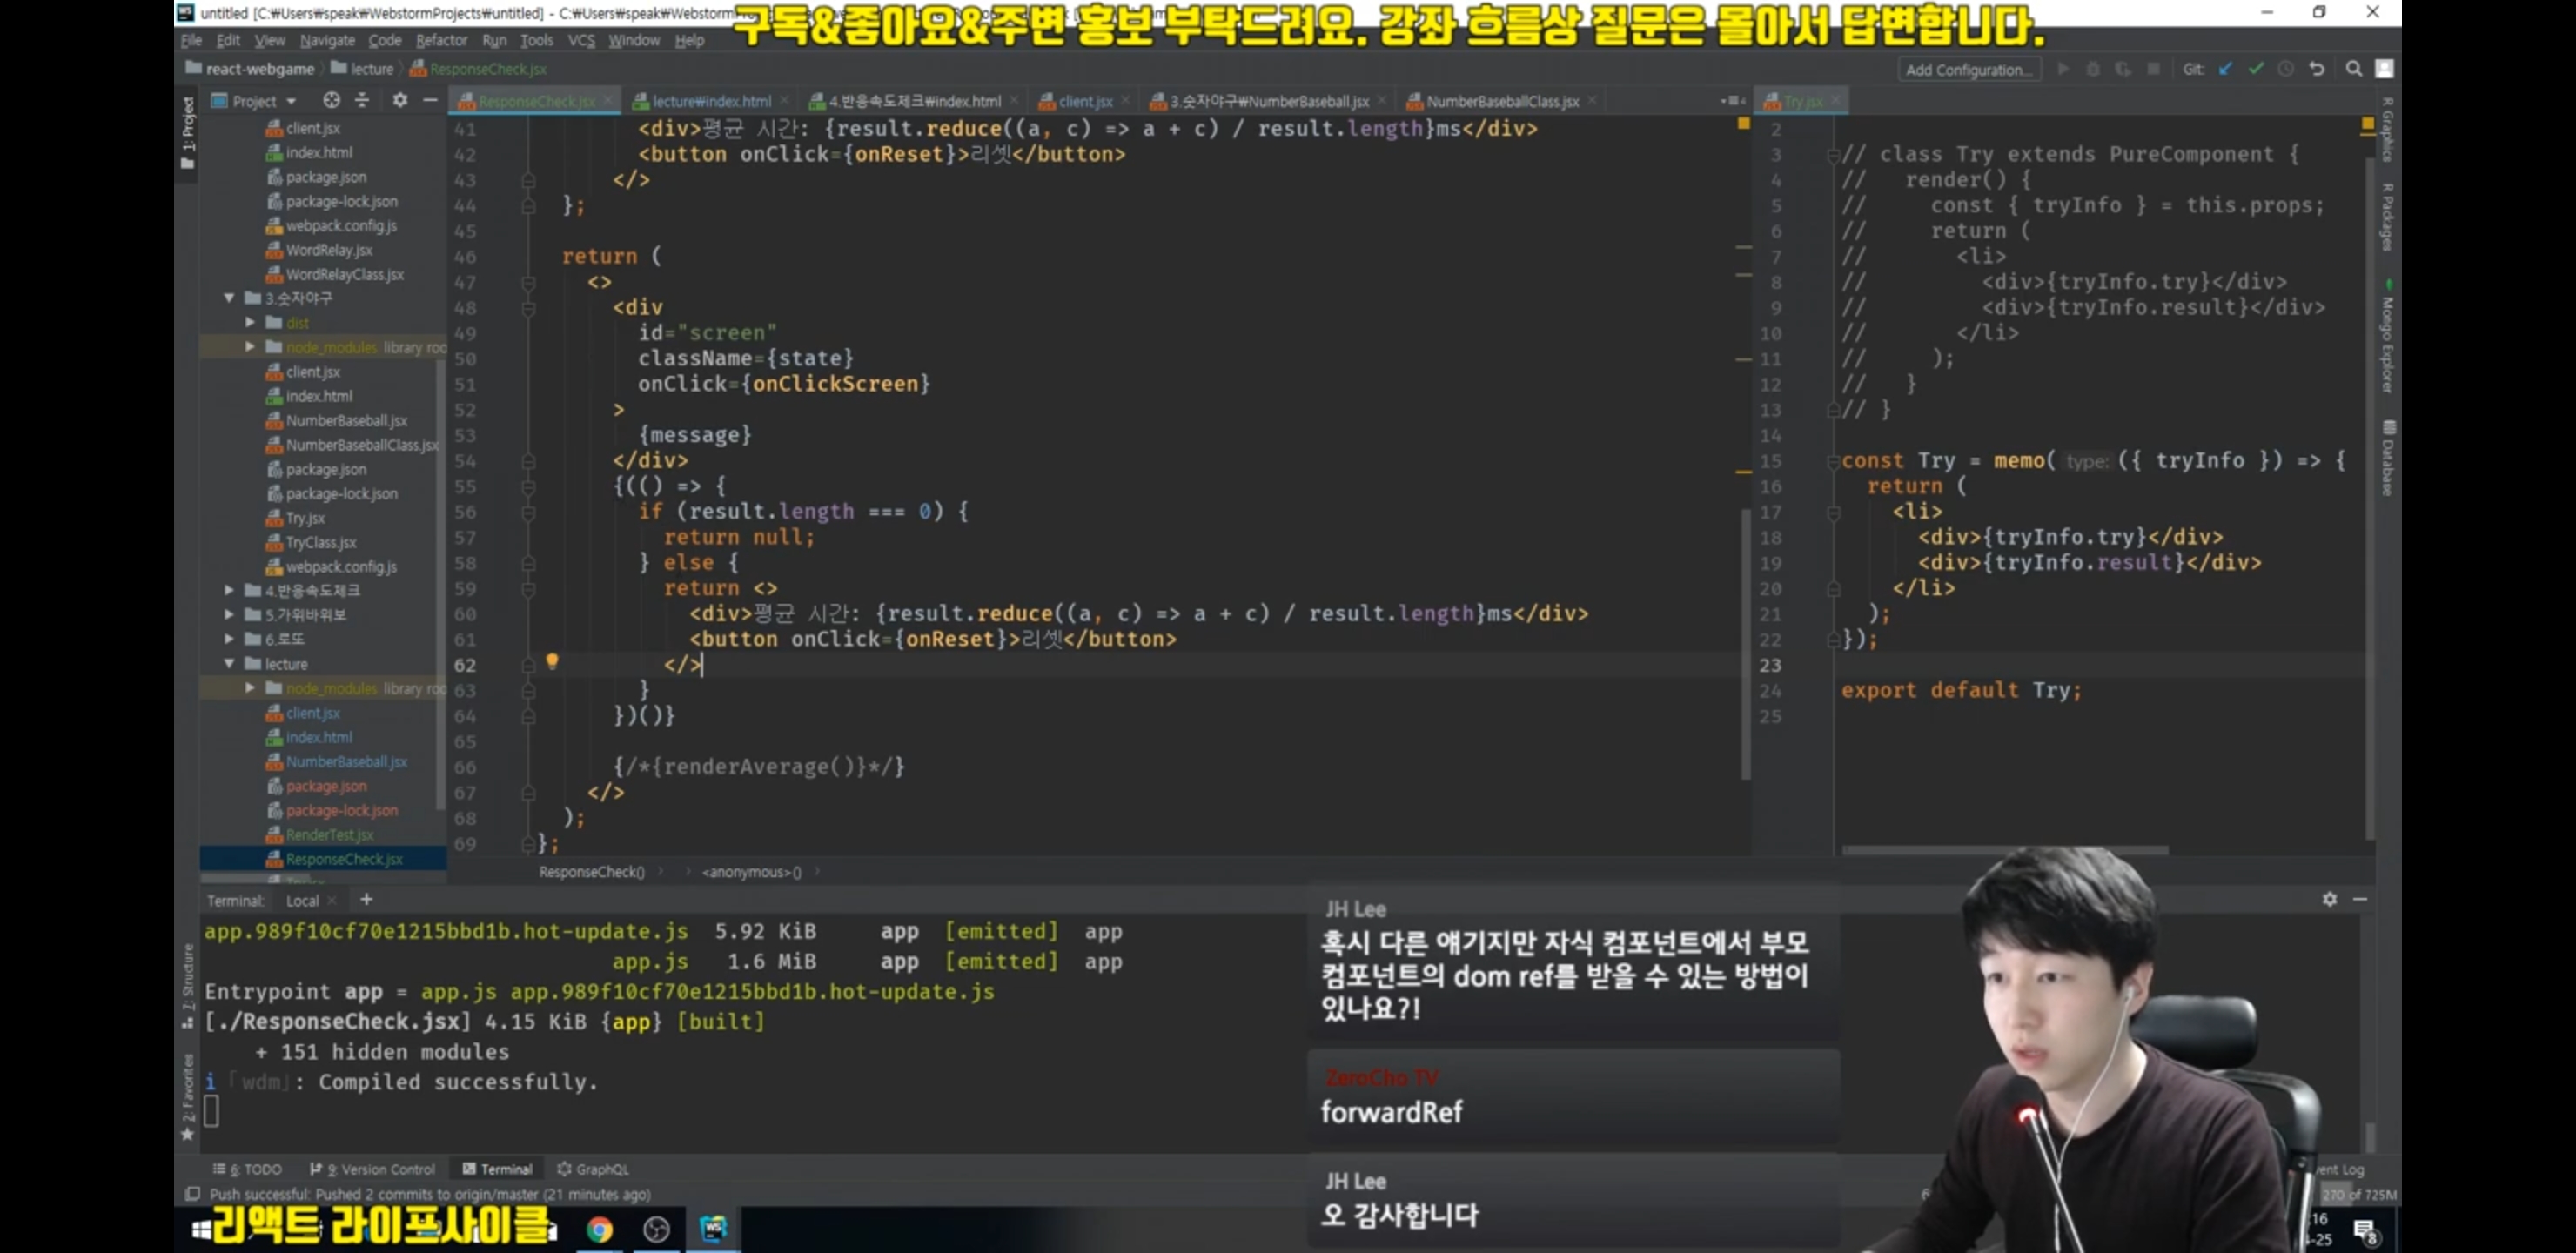 untitled [C:\Users\speak\WebstormProjects\untitled] - C:\Users\speak\WebstormPro
구독&좋아요&주변 홍보 부탁드려요. 강좌 흐름상 질문은 몰아서 답변합니다.
File Edit View Navigate Code Refactor Run Tools VCS Window Help
react-webgame lecture ResponseCheck.jsx
Add Configuration... Git:
1: Project
Project
client.jsx
index.html
package.json
package-lock.json
webpack.config.js
WordRelay.jsx
WordRelayClass.jsx
3.숫자야구
dist
node_modules library roo
client.jsx
index.html
NumberBaseball.jsx
NumberBaseballClass.jsx
package.json
package-lock.json
Try.jsx
TryClass.jsx
webpack.config.js
4.반응속도체크
5.가위바위보
6.로또
lecture
node_modules library roo
client.jsx
index.html
NumberBaseball.jsx
package.json
package-lock.json
RenderTest.jsx
ResponseCheck.jsx
ResponseCheck.jsx lecture\index.html 4.반응속도체크\index.html client.jsx 3.숫자야구\NumberBaseball.jsx NumberBaseballClass.jsx
41 <div>평균 시간: {result.reduce((a, c) => a + c) / result.length}ms</div>
42 <button onClick={onReset}>리셋</button>
43 </>
44 };
45
46 return (
47 <>
48 <div
49 id="screen"
50 className={state}
51 onClick={onClickScreen}
52 >
53 {message}
54 </div>
55 {(() => {
56 if (result.length === 0) {
57 return null;
58 } else {
59 return <>
60 <div>평균 시간: {result.reduce((a, c) => a + c) / result.length}ms</div>
61 <button onClick={onReset}>리셋</button>
62 </>
63 }
64 })()}
65
66 {/*{renderAverage()}*/}
67 </>
68 );
69 };
ResponseCheck() <anonymous>()
Try.jsx
2
3 // class Try extends PureComponent {
4 // render() {
5 // const { tryInfo } = this.props;
6 // return (
7 // <li>
8 // <div>{tryInfo.try}</div>
9 // <div>{tryInfo.result}</div>
10 // </li>
11 // );
12 // }
13 // }
14
15 const Try = memo( type: ({ tryInfo }) => {
16 return (
17 <li>
18 <div>{tryInfo.try}</div>
19 <div>{tryInfo.result}</div>
20 </li>
21 );
22 });
23
24 export default Try;
25
R Graphics
R Packages
Mongo Explorer
Database
Terminal: Local +
app.989f10cf70e1215bbd1b.hot-update.js 5.92 KiB app [emitted] app
app.js 1.6 MiB app [emitted] app
Entrypoint app = app.js app.989f10cf70e1215bbd1b.hot-update.js
[./ResponseCheck.jsx] 4.15 KiB {app} [built]
+ 151 hidden modules
i 「wdm」: Compiled successfully.
7: Structure
2: Favorites
JH Lee
혹시 다른 얘기지만 자식 컴포넌트에서 부모
컴포넌트의 dom ref를 받을 수 있는 방법이
있나요?!
ZeroCho TV
forwardRef
JH Lee
오 감사합니다
6: TODO 9: Version Control Terminal GraphQL
Push successful: Pushed 2 commits to origin/master (21 minutes ago)
270 of 725M
리액트 라이프사이클
WS
8